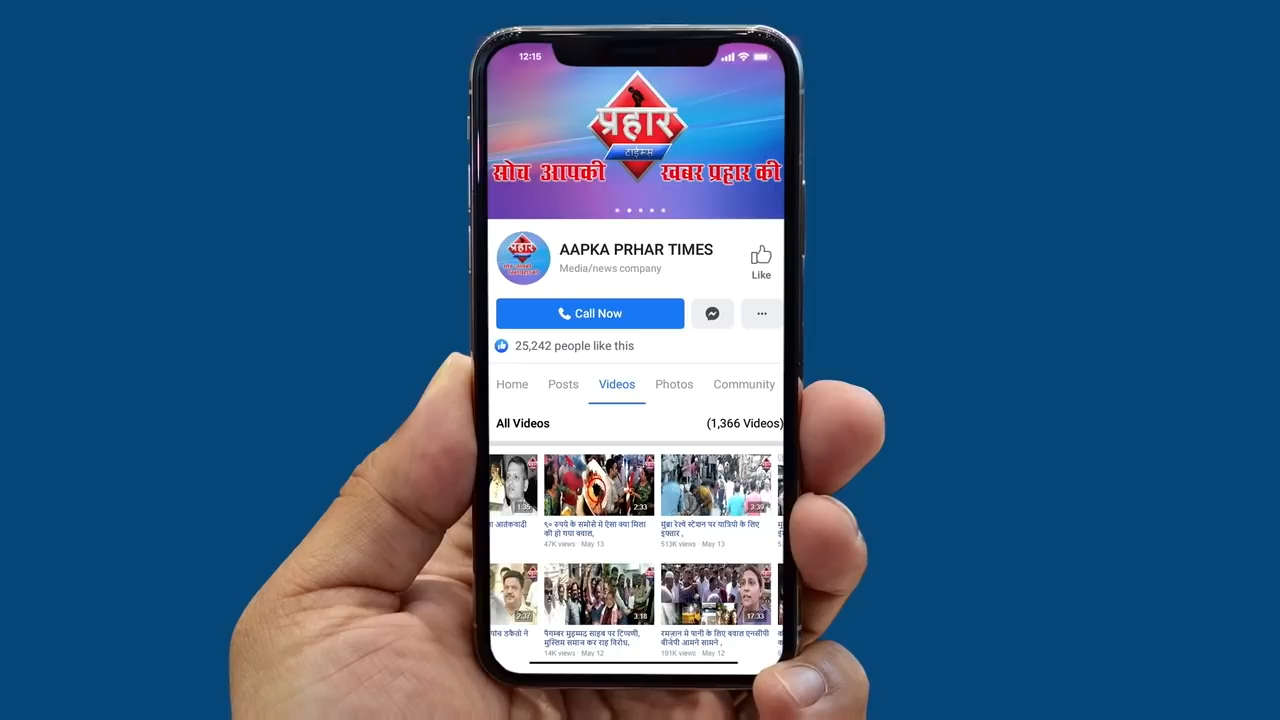 12:15
प्रहार
टाईम्स
सोच आपकी खबर प्रहार की
प्रहार
AAPKA PRHAR TIMES
Media/news company
Like
Call Now
25,242 people like this
Home Posts Videos Photos Community
All Videos (1,366 Videos)
1:35 2:33 3:39
आतंकवादी
९० रुपये के समोसे मे ऐसा क्या मिला
की हो गया बवाल,
47K views · May 13
मुंब्रा रेल्वे स्टेशन पर यात्रियो के लिए
इफ्तार ,
513K views · May 13
2:37 3:18 17:33
पांच डकैतो ने
पैगम्बर मुहम्मद साहब पर टिप्पणी,
मुस्लिम समाज कर राह विरोध,
14K views · May 12
रमज़ान मे पानी के लिए बवाल एनसीपी
बीजेपी आमने सामने ,
191K views · May 12